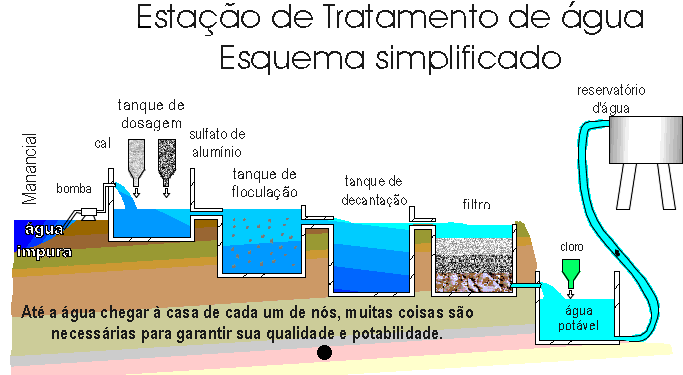 Estação de Tratamento de água
Esquema simplificado
reservatório
d'água
tanque de
dosagem
cal
sulfato de
alumínio
Manancial
bomba
tanque de
floculação
tanque de
decantação
filtro
água
impura
cloro
água
potável
Até a água chegar à casa de cada um de nós, muitas coisas são
necessárias para garantir sua qualidade e potabilidade.